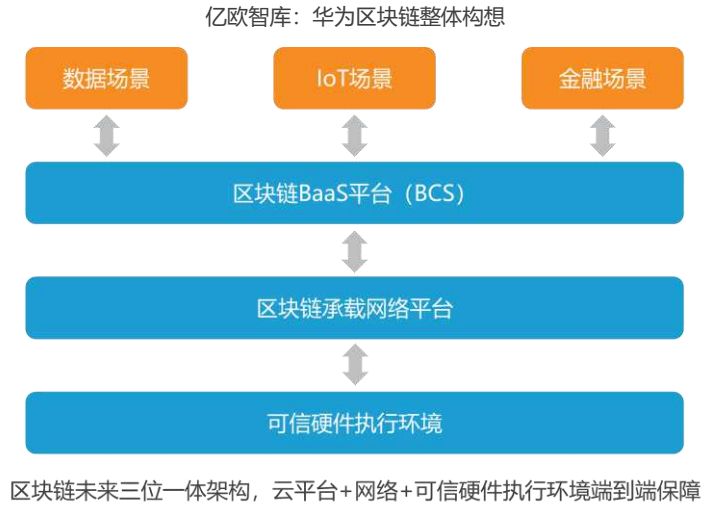 亿欧智库：华为区块链整体构想
数据场景
IoT场景
金融场景
区块链BaaS平台（BCS）
区块链承载网络平台
可信硬件执行环境
区块链未来三位一体架构，云平台+网络+可信硬件执行环境端到端保障